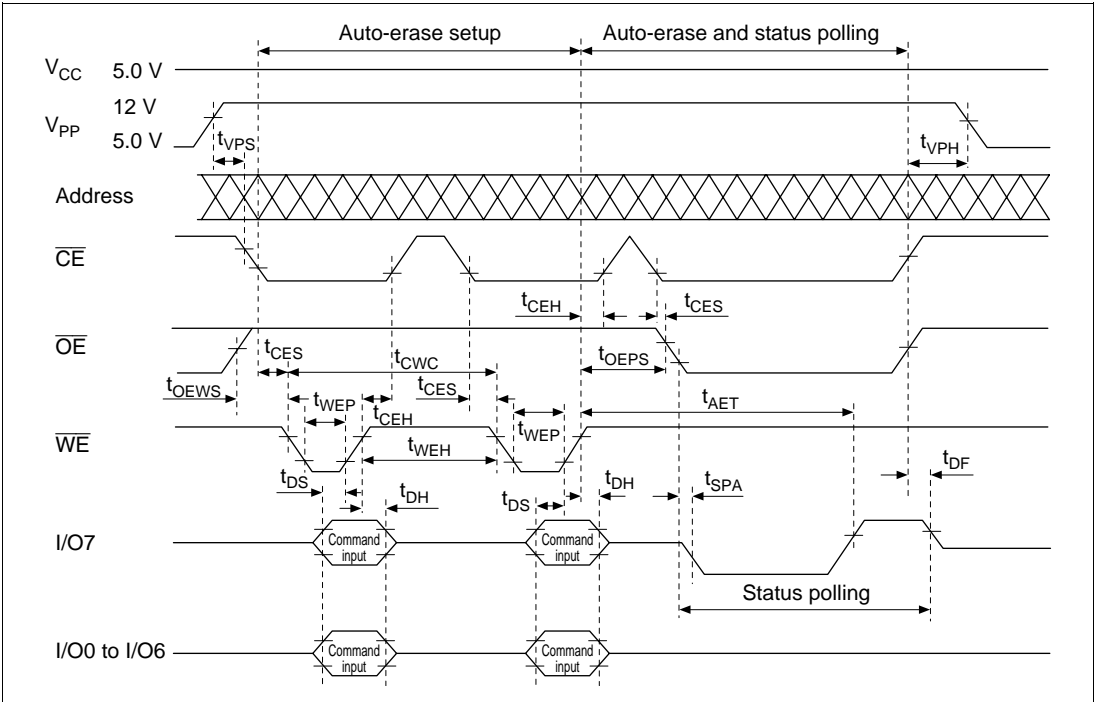 Auto-erase setup Auto-erase and status polling
VCC 5.0 V
12 V
VPP
5.0 V
tVPS
tVPH
Address
CE
tCEH
tCES
OE
tCES
tCWC
tOEPS
tOEWS
tWEP
tCES
tAET
tCEH
tWEP
WE
tWEH
tDF
tDS
tDH
tDS
tDH
tSPA
I/O7
Command
input
Command
input
Status polling
I/O0 to I/O6
Command
input
Command
input